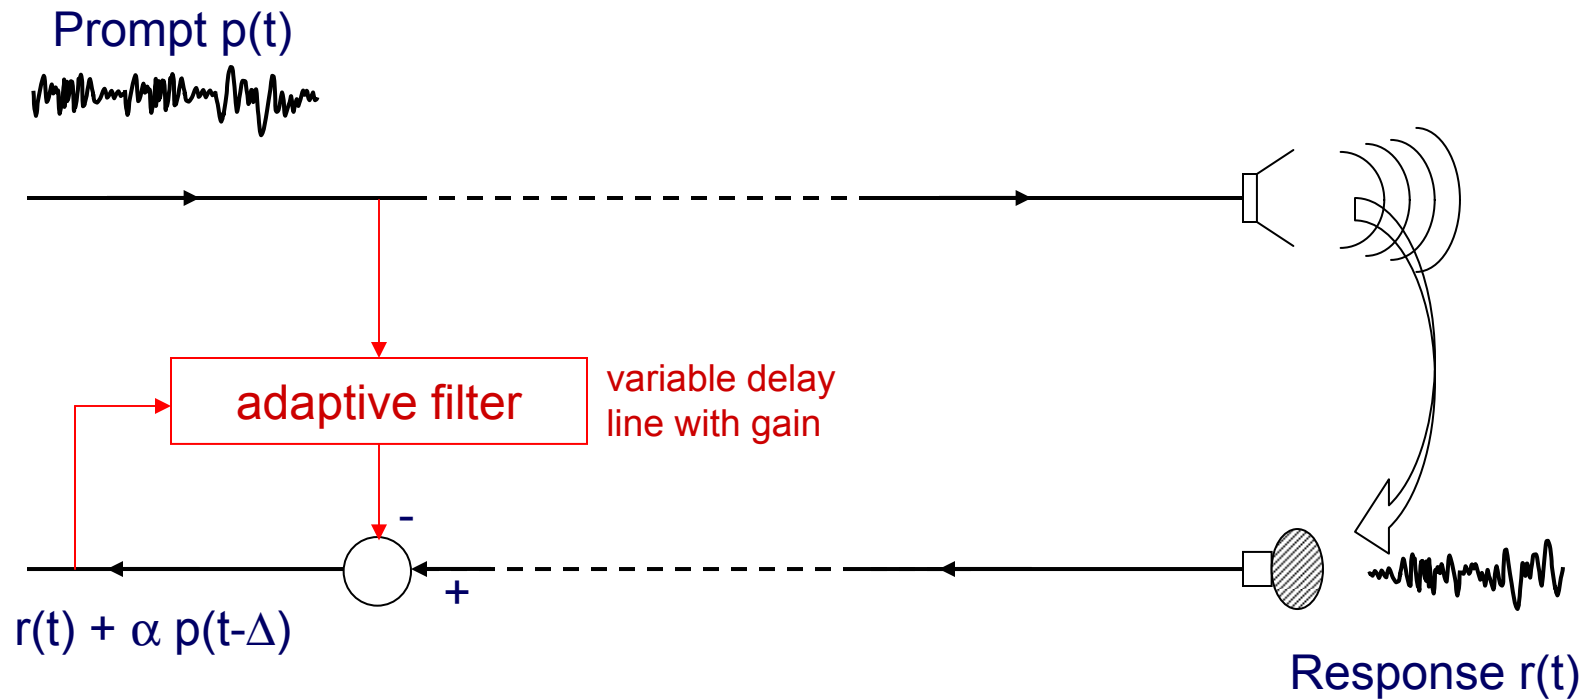 Prompt p(t)
adaptive filter
variable delay
line with gain
-
+
r(t) + α p(t-Δ)
Response r(t)